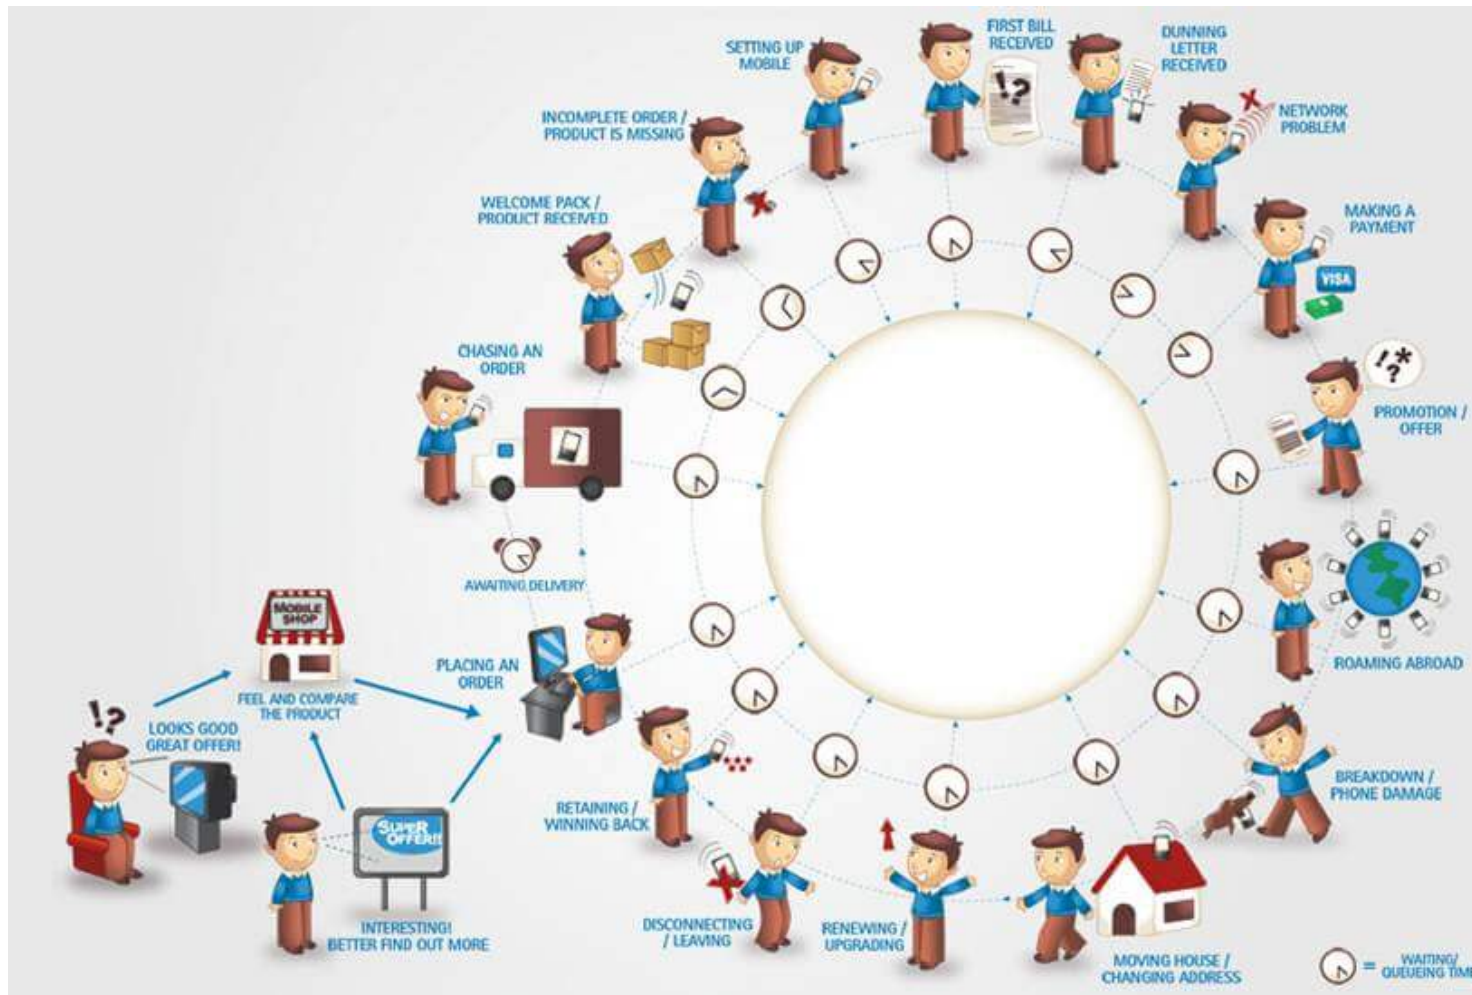 FIRST BILL
RECEIVED
DUNNING
LETTER
RECEIVED
SETTING UP
MOBILE
!?
NETWORK
PROBLEM
INCOMPLETE ORDER /
PRODUCT IS MISSING
WELCOME PACK /
PRODUCT RECEIVED
MAKING A
PAYMENT
VISA
CHASING AN
ORDER
!*
?
PROMOTION /
OFFER
AWAITING DELIVERY
MOBILE
SHOP
FEEL AND COMPARE
THE PRODUCT
PLACING AN
ORDER
ROAMING ABROAD
!?
LOOKS GOOD
GREAT OFFER!
BREAKDOWN /
PHONE DAMAGE
RETAINING /
WINNING BACK
SUPER
OFFER!!
INTERESTING!
BETTER FIND OUT MORE
DISCONNECTING
/ LEAVING
RENEWING /
UPGRADING
MOVING HOUSE /
CHANGING ADDRESS
= WAITING/
QUEUEING TIME